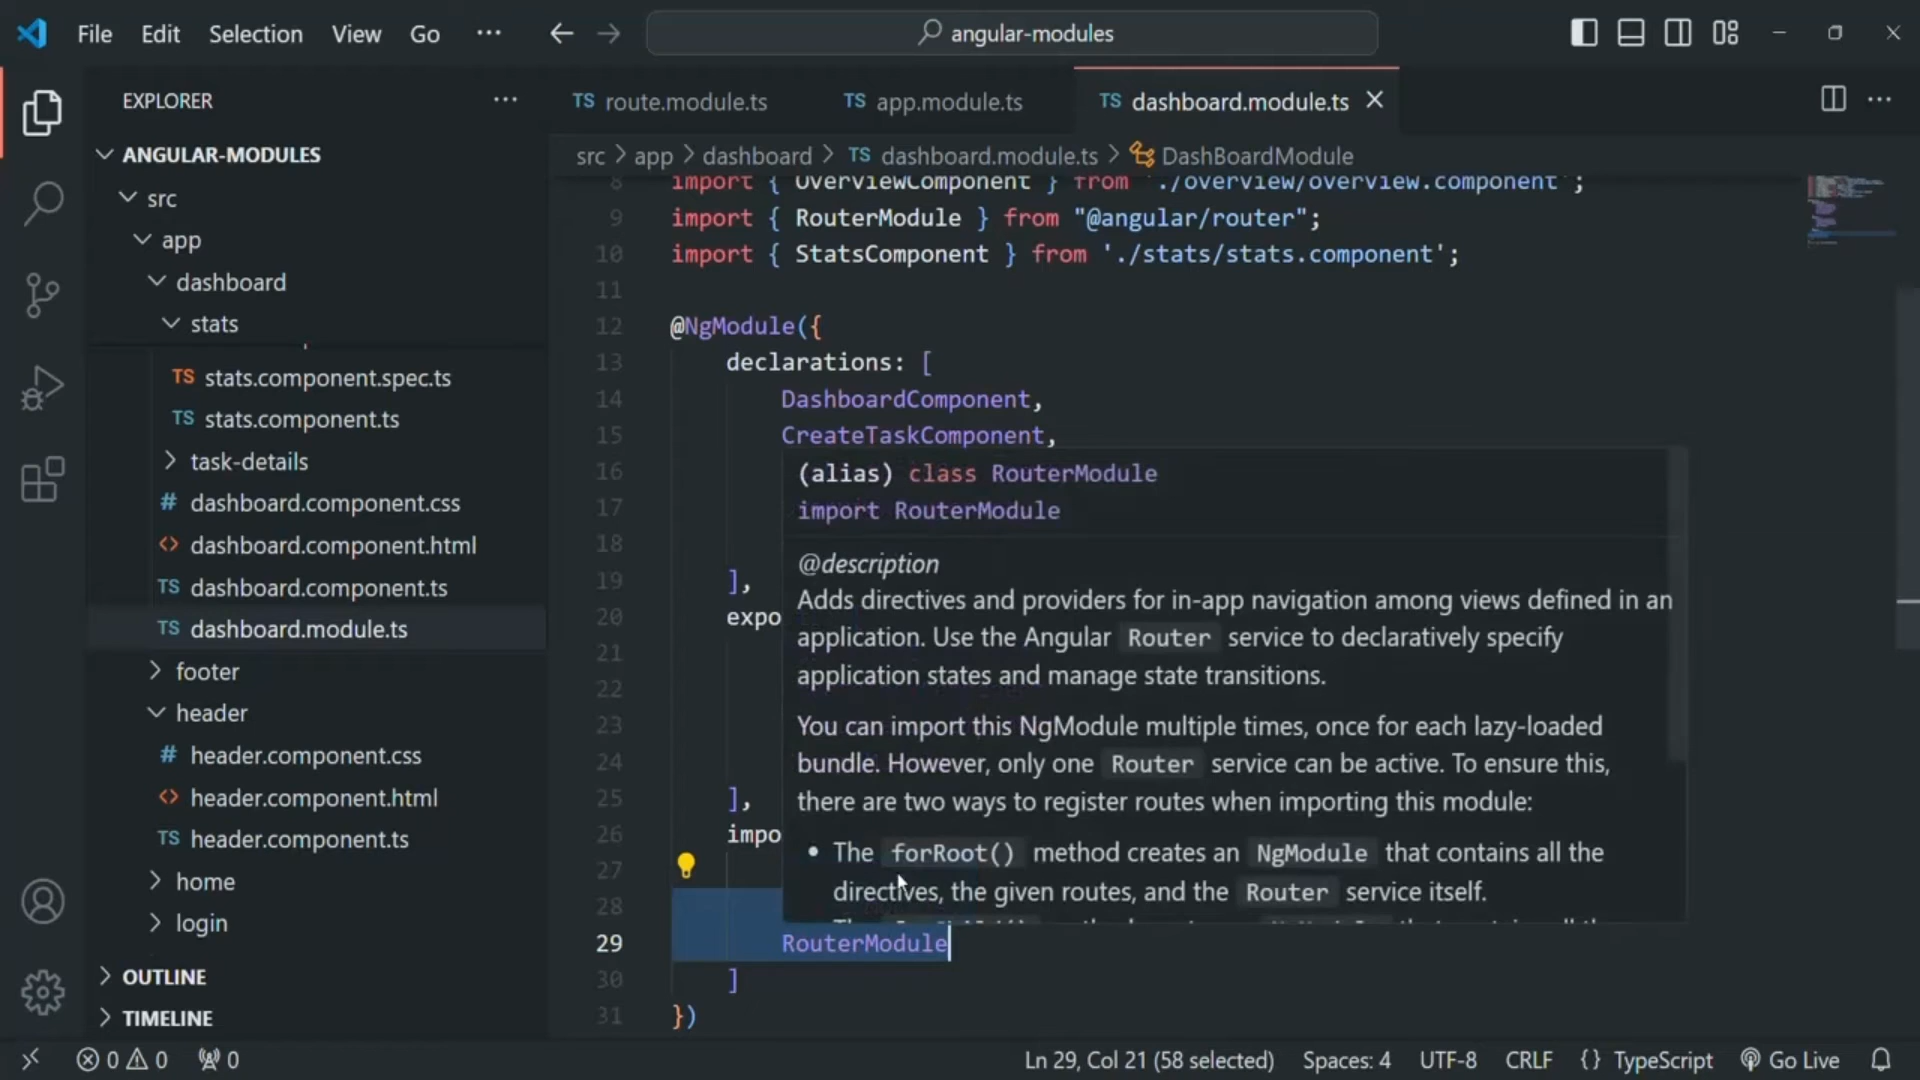 File Edit Selection View Go ··· angular-modules
EXPLORER ···
ANGULAR-MODULES
src
app
dashboard
stats
TS stats.component.spec.ts
TS stats.component.ts
task-details
# dashboard.component.css
<> dashboard.component.html
TS dashboard.component.ts
TS dashboard.module.ts
footer
header
# header.component.css
<> header.component.html
TS header.component.ts
home
login
OUTLINE
TIMELINE
TS route.module.ts TS app.module.ts TS dashboard.module.ts
src > app > dashboard > TS dashboard.module.ts > DashBoardModule
8 import { OverviewComponent } from './overview/overview.component';
9 import { RouterModule } from "@angular/router";
10 import { StatsComponent } from './stats/stats.component';
11
12 @NgModule({
13 declarations: [
14 DashboardComponent,
15 CreateTaskComponent,
16
17
18
19 ],
20 expo
21
22
23
24
25 ],
26 impo
27
28
29 RouterModule
30 ]
31 })
(alias) class RouterModule
import RouterModule
@description
Adds directives and providers for in-app navigation among views defined in an
application. Use the Angular Router service to declaratively specify
application states and manage state transitions.
You can import this NgModule multiple times, once for each lazy-loaded
bundle. However, only one Router service can be active. To ensure this,
there are two ways to register routes when importing this module:
• The forRoot() method creates an NgModule that contains all the
directives, the given routes, and the Router service itself.
0 0 0 Ln 29, Col 21 (58 selected) Spaces: 4 UTF-8 CRLF {} TypeScript Go Live